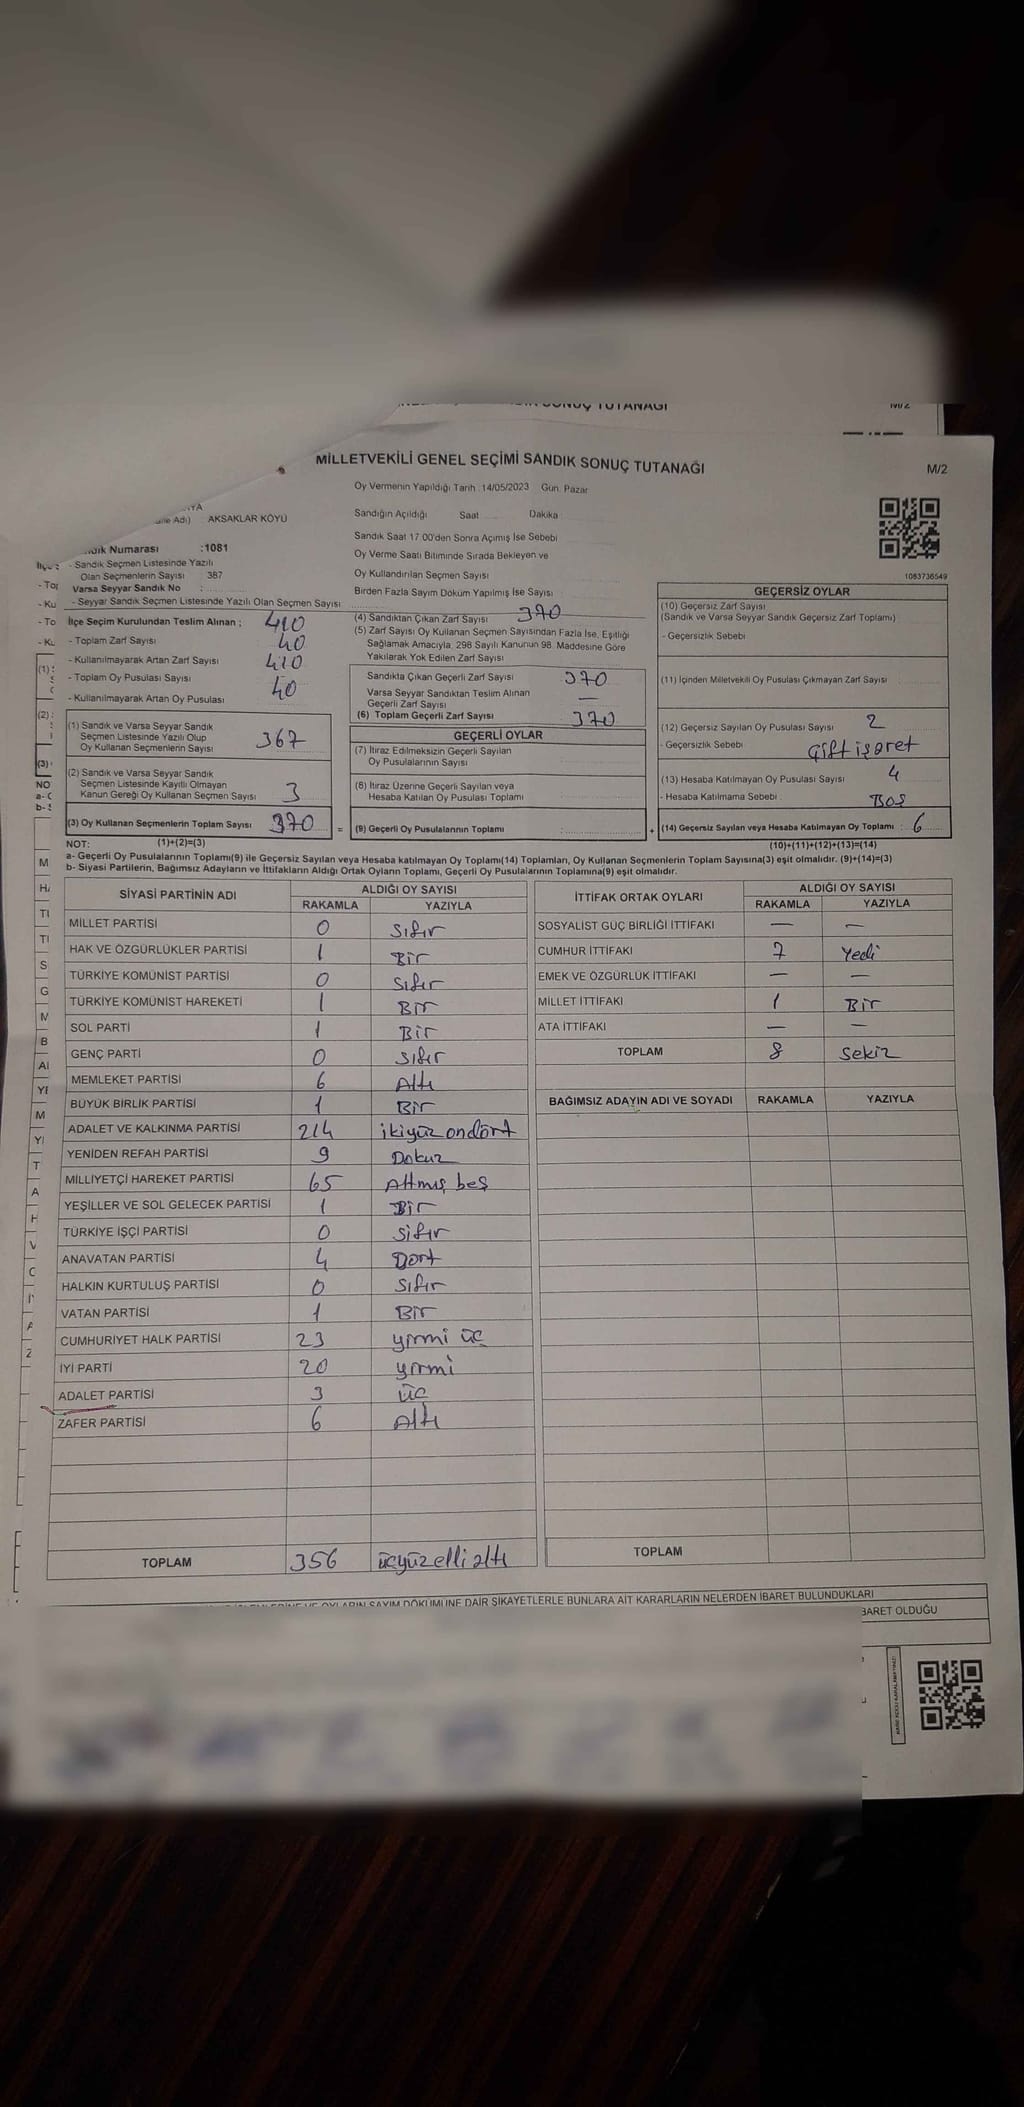 MİLLETVEKİLİ GENEL SEÇİMİ SANDIK SONUÇ TUTANAĞI
M/2
Oy Vermenin Yapıldığı Tarih : 14/05/2023 Gün: Pazar
AKSAKLAR KÖYÜ
Sandığın Açıldığı Saat Dakika
Sandık Saat 17.00'den Sonra Açımış İse Sebebi
Numarası :1081
Oy Verme Saati Bitiminde Sırada Bekleyen ve
Oy Kullandırılan Seçmen Sayısı
Birden Fazla Sayım Döküm Yapılmış İse Sayısı
1083736549
- Sandık Seçmen Listesinde Yazılı
Olan Seçmenlerin Sayısı : 387
Varsa Seyyar Sandık No :
- Seyyar Sandık Seçmen Listesinde Yazılı Olan Seçmen Sayısı
İlçe Seçim Kurulundan Teslim Alınan ; 410
- Toplam Zarf Sayısı 40
- Kullanılmayarak Artan Zarf Sayısı 410
- Toplam Oy Pusulası Sayısı 40
- Kullanılmayarak Artan Oy Pusulası
(1) Sandık ve Varsa Seyyar Sandık
Seçmen Listesinde Yazılı Olup
Oy Kullanan Seçmenlerin Sayısı 367
(2) Sandık ve Varsa Seyyar Sandık
Seçmen Listesinde Kayıtlı Olmayan
Kanun Gereği Oy Kullanan Seçmen Sayısı 3
(3) Oy Kullanan Seçmenlerin Toplam Sayısı 370
(1)+(2)=(3)
(4) Sandıktan Çıkan Zarf Sayısı 370
(5) Zarf Sayısı Oy Kullanan Seçmen Sayısından Fazla İse, Eşitliği
Sağlamak Amacıyla, 298 Sayılı Kanunun 98. Maddesine Göre
Yakılarak Yok Edilen Zarf Sayısı
Sandıkta Çıkan Geçerli Zarf Sayısı 370
Varsa Seyyar Sandıktan Teslim Alınan
Geçerli Zarf Sayısı —
(6) Toplam Geçerli Zarf Sayısı 370
GEÇERLİ OYLAR
(7) İtiraz Edilmeksizin Geçerli Sayılan
Oy Pusulalarının Sayısı
(8) İtiraz Üzerine Geçerli Sayılan veya
Hesaba Katılan Oy Pusulası Toplamı
= (9) Geçerli Oy Pusulalarının Toplamı :
GEÇERSİZ OYLAR
(10) Geçersiz Zarf Sayısı
(Sandık ve Varsa Seyyar Sandık Geçersiz Zarf Toplamı)
- Geçersizlik Sebebi
(11) İçinden Milletvekili Oy Pusulası Çıkmayan Zarf Sayısı
(12) Geçersiz Sayılan Oy Pusulası Sayısı 2
- Geçersizlik Sebebi Çift işaret
(13) Hesaba Katılmayan Oy Pusulası Sayısı 4
- Hesaba Katılmama Sebebi Boş
+ (14) Geçersiz Sayılan veya Hesaba Katılmayan Oy Toplamı : 6
(10)+(11)+(12)+(13)=(14)
NOT:
a- Geçerli Oy Pusulalarının Toplamı(9) ile Geçersiz Sayılan veya Hesaba katılmayan Oy Toplamı(14) Toplamları, Oy Kullanan Seçmenlerin Toplam Sayısına(3) eşit olmalıdır. (9)+(14)=(3)
b- Siyasi Partilerin, Bağımsız Adayların ve İttifakların Aldığı Ortak Oyların Toplamı, Geçerli Oy Pusulalarının Toplamına(9) eşit olmalıdır.
SİYASİ PARTİNİN ADI ALDIĞI OY SAYISI
RAKAMLA YAZIYLA
MİLLET PARTİSİ 0 Sıfır
HAK VE ÖZGÜRLÜKLER PARTİSİ 1 Bir
TÜRKİYE KOMÜNİST PARTİSİ 0 Sıfır
TÜRKİYE KOMÜNİST HAREKETİ 1 Bir
SOL PARTİ 1 Bir
GENÇ PARTİ 0 Sıfır
MEMLEKET PARTİSİ 6 Altı
BÜYÜK BİRLİK PARTİSİ 1 Bir
ADALET VE KALKINMA PARTİSİ 214 ikiyüz ondört
YENİDEN REFAH PARTİSİ 9 Dokuz
MİLLİYETÇİ HAREKET PARTİSİ 65 Altmış beş
YEŞİLLER VE SOL GELECEK PARTİSİ 1 Bir
TÜRKİYE İŞÇİ PARTİSİ 0 Sıfır
ANAVATAN PARTİSİ 4 Dört
HALKIN KURTULUŞ PARTİSİ 0 Sıfır
VATAN PARTİSİ 1 Bir
CUMHURİYET HALK PARTİSİ 23 yirmi üç
İYİ PARTİ 20 yirmi
ADALET PARTİSİ 3 üç
ZAFER PARTİSİ 6 Altı
TOPLAM 356 üçyüz elli altı
İTTİFAK ORTAK OYLARI ALDIĞI OY SAYISI
RAKAMLA YAZIYLA
SOSYALİST GÜÇ BİRLİĞİ İTTİFAKI — —
CUMHUR İTTİFAKI 7 Yedi
EMEK VE ÖZGÜRLÜK İTTİFAKI — —
MİLLET İTTİFAKI 1 Bir
ATA İTTİFAKI — —
TOPLAM 8 Sekiz
BAĞIMSIZ ADAYIN ADI VE SOYADI RAKAMLA YAZIYLA
TOPLAM
SAYIM DÖKÜMÜNE DAİR ŞİKAYETLERLE BUNLARA AİT KARARLARIN NELERDEN İBARET BULUNDUKLARI
OLDUĞU